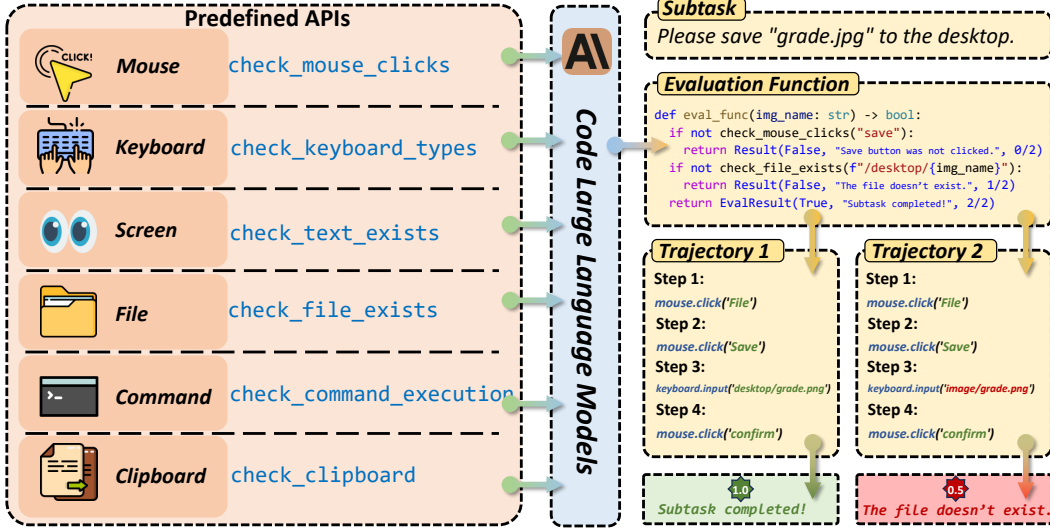 Predefined APIs
CLICK!
Mouse
check_mouse_clicks
Keyboard
check_keyboard_types
Screen
check_text_exists
File
check_file_exists
Command
check_command_execution
Clipboard
check_clipboard
Code Large Language Models
Subtask
Please save "grade.jpg" to the desktop.
Evaluation Function
def eval_func(img_name: str) -> bool:
if not check_mouse_clicks("save"):
return Result(False, "Save button was not clicked.", 0/2)
if not check_file_exists(f"/desktop/{img_name}"):
return Result(False, "The file doesn’t exist.", 1/2)
return EvalResult(True, "Subtask completed!", 2/2)
Trajectory 1
Step 1:
mouse.click('File')
Step 2:
mouse.click('Save')
Step 3:
keyboard.input('desktop/grade.png')
Step 4:
mouse.click('confirm')
1.0
Subtask completed!
Trajectory 2
Step 1:
mouse.click('File')
Step 2:
mouse.click('Save')
Step 3:
keyboard.input('image/grade.png')
Step 4:
mouse.click('confirm')
0.5
The file doesn’t exist.